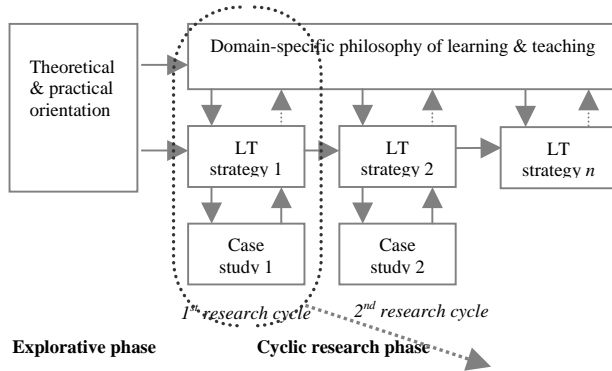 Domain-specific philosophy of learning & teaching
Theoretical
& practical
orientation
LT
strategy 1
LT
strategy 2
LT
strategy n
Case
study 1
Case
study 2
1st research cycle
2nd research cycle
Explorative phase
Cyclic research phase